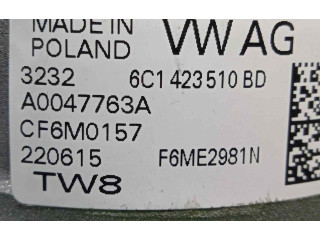 MADE IN
POLAND VW AG
3232 6C1 423 510 BD
A0047763A
CF6M0157
220615 F6ME2981N
TW8